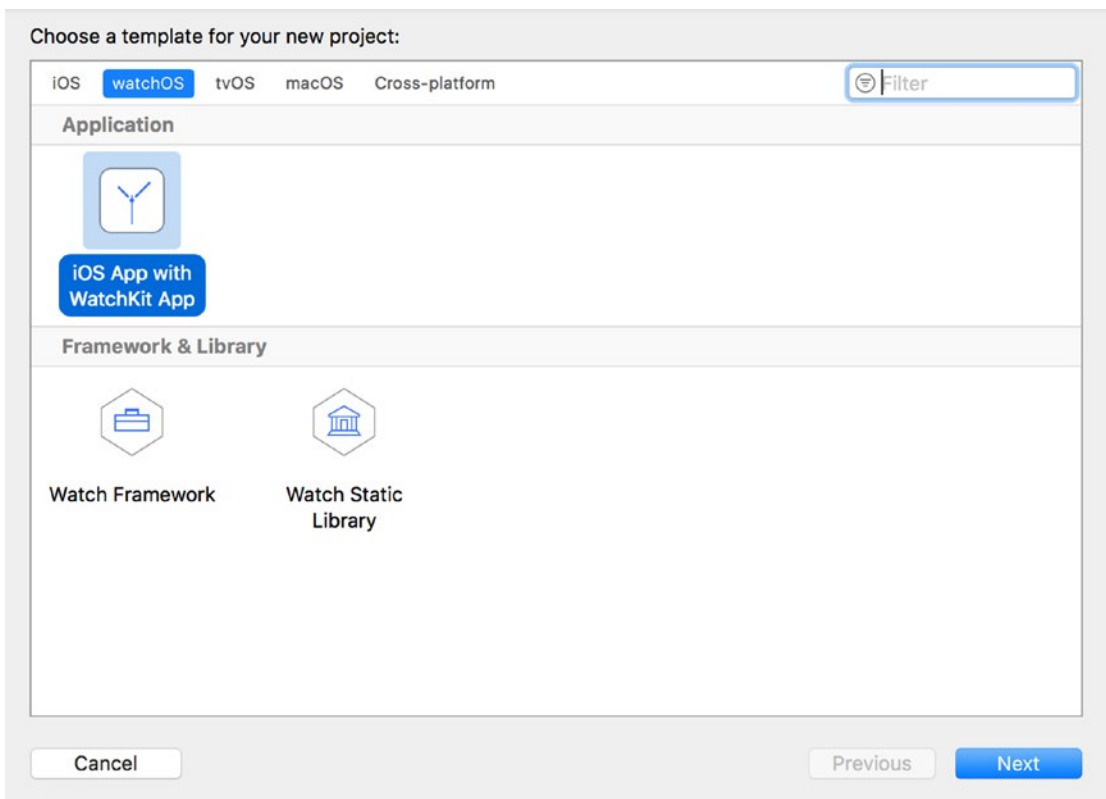 Choose a template for your new project:
iOS watchOS tvOS macOS Cross-platform Filter
Application
iOS App with
WatchKit App
Framework & Library
Watch Framework Watch Static
Library
Cancel Previous Next